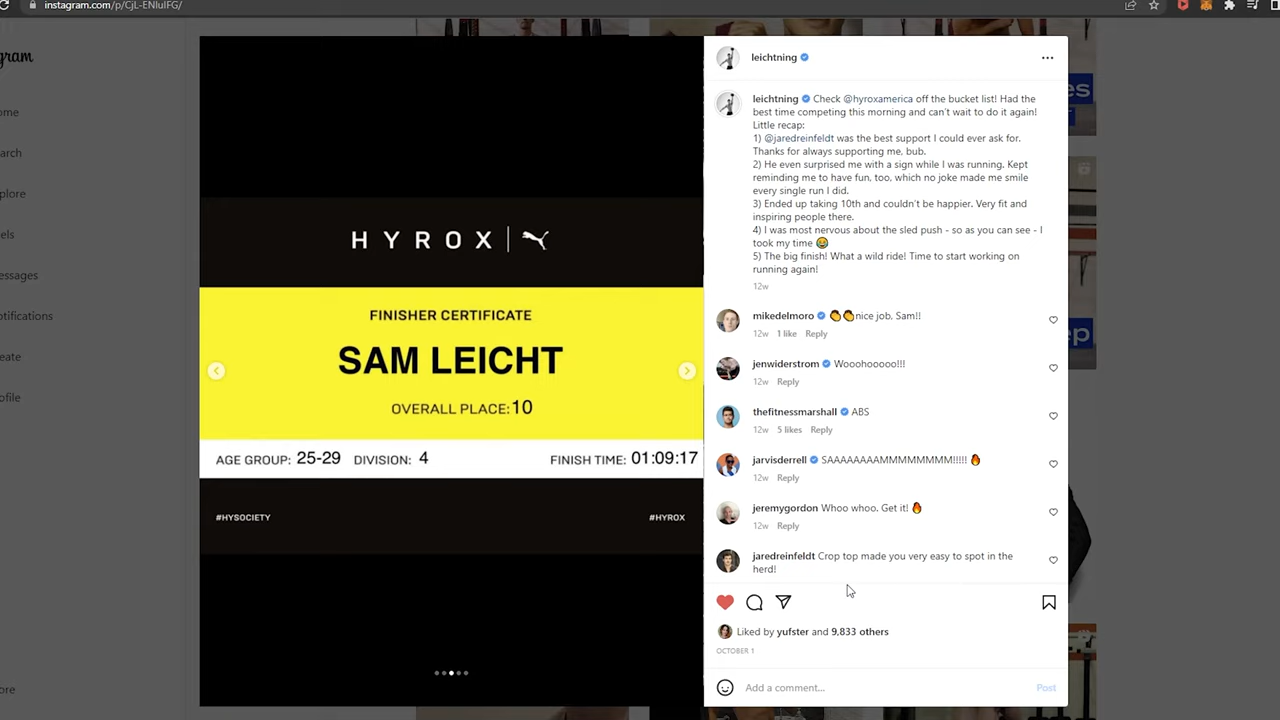 instagram.com/p/CjL-ENIuIFG/
gram
ome
arch
plore
els
essages
otifications
eate
ofile
ore
HYROX
FINISHER CERTIFICATE
SAM LEICHT
OVERALL PLACE: 10
AGE GROUP: 25-29 DIVISION: 4 FINISH TIME: 01:09:17
#HYSOCIETY #HYROX
leichtning
leichtning Check @hyroxamerica off the bucket list! Had the
best time competing this morning and can't wait to do it again!
Little recap:
1) @jaredreinfeldt was the best support I could ever ask for.
Thanks for always supporting me, bub.
2) He even surprised me with a sign while I was running. Kept
reminding me to have fun, too, which no joke made me smile
every single run I did.
3) Ended up taking 10th and couldn't be happier. Very fit and
inspiring people there.
4) I was most nervous about the sled push - so as you can see - I
took my time 😂
5) The big finish! What a wild ride! Time to start working on
running again!
12w
mikedelmoro 👏👏nice job, Sam!!
12w 1 like Reply
jenwiderstrom Wooohooooo!!!
12w Reply
thefitnessmarshall ABS
12w 5 likes Reply
jarvisderrell SAAAAAAAAMMMMMMMM!!!!! 🔥
12w Reply
jeremygordon Whoo whoo. Get it! 🔥
12w Reply
jaredreinfeldt Crop top made you very easy to spot in the
herd!
Liked by yufster and 9,833 others
OCTOBER 1
Add a comment... Post
es
ep